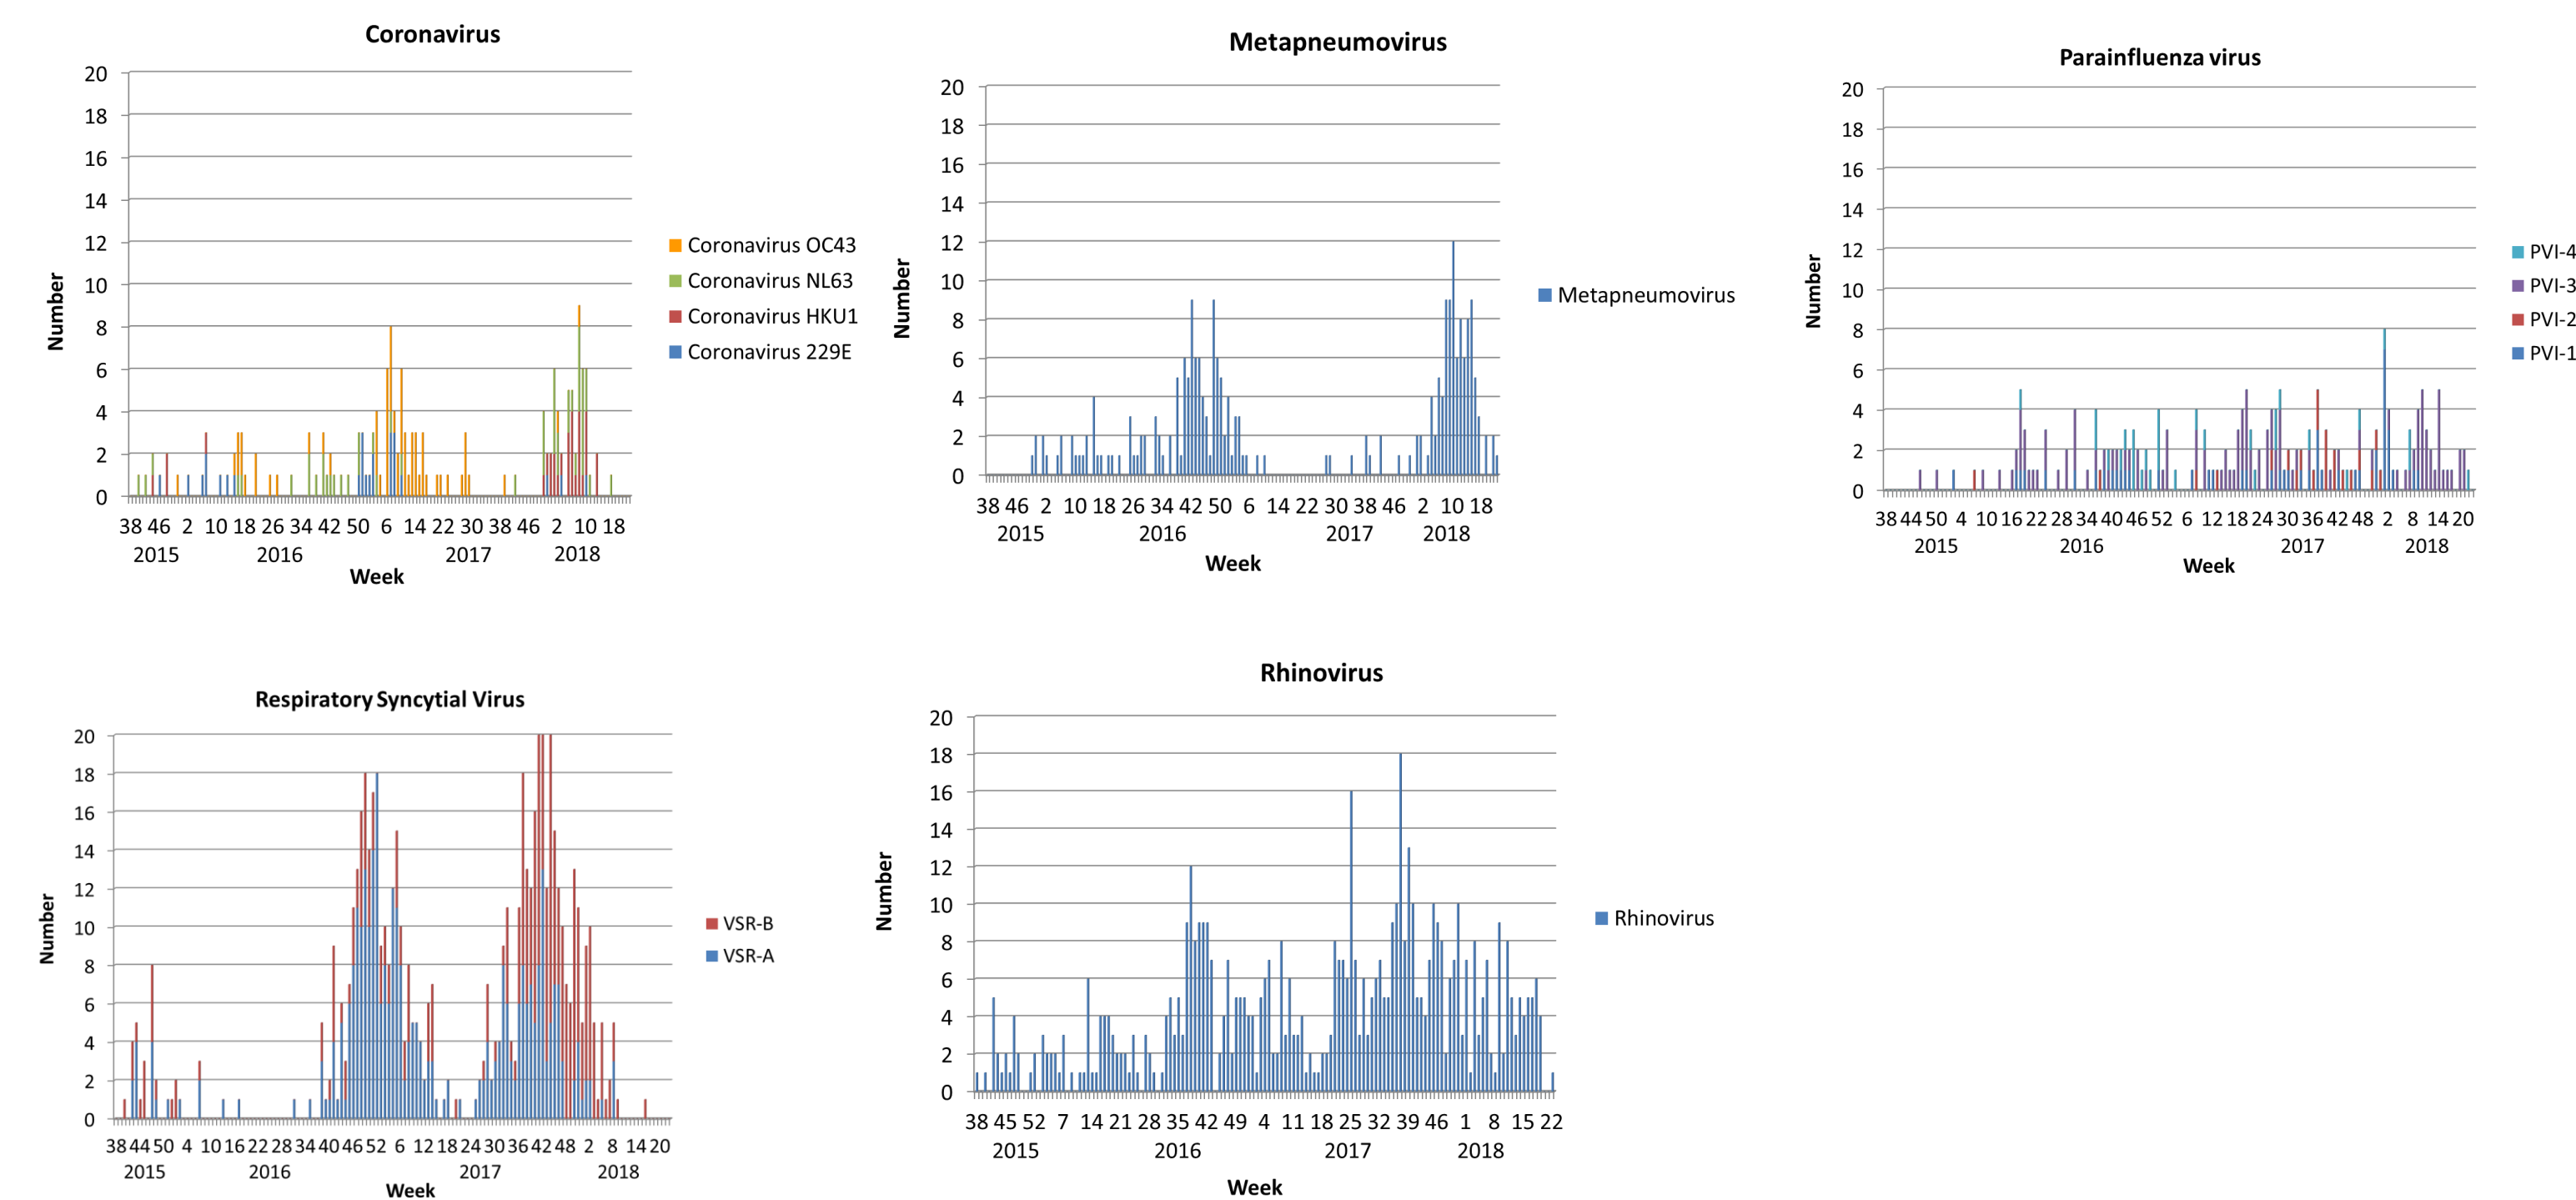 Coronavirus
20
18
16
14
12
10
8
6
4
2
0
Number
38 46 2 10 18 26 34 42 50 6 14 22 30 38 46 2 10 18
2015 2016 2017 2018
Week
Coronavirus OC43
Coronavirus NL63
Coronavirus HKU1
Coronavirus 229E
Metapneumovirus
20
18
16
14
12
10
8
6
4
2
0
Number
38 46 2 10 18 26 34 42 50 6 14 22 30 38 46 2 10 18
2015 2016 2017 2018
Week
Metapneumovirus
Parainfluenza virus
20
18
16
14
12
10
8
6
4
2
0
Number
38 44 50 4 10 16 22 28 34 40 46 52 6 12 18 24 30 36 42 48 2 8 14 20
2015 2016 2017 2018
Week
PVI-4
PVI-3
PVI-2
PVI-1
Respiratory Syncytial Virus
20
18
16
14
12
10
8
6
4
2
0
Number
38 44 50 4 10 16 22 28 34 40 46 52 6 12 18 24 30 36 42 48 2 8 14 20
2015 2016 2017 2018
Week
VSR-B
VSR-A
Rhinovirus
20
18
16
14
12
10
8
6
4
2
0
Number
38 45 52 7 14 21 28 35 42 49 4 11 18 25 32 39 46 1 8 15 22
2015 2016 2017 2018
Week
Rhinovirus